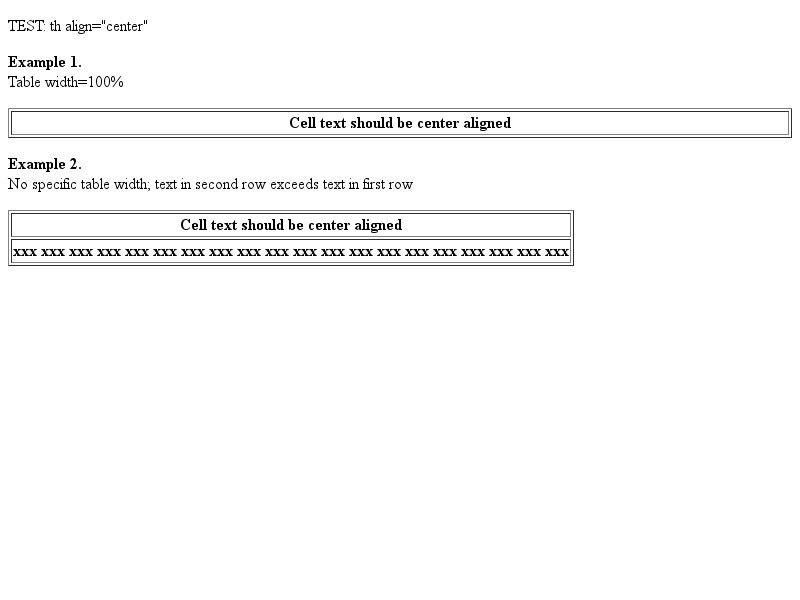 TEST: th align="center"
Example 1.
Table width=100%
Cell text should be center aligned
Example 2.
No specific table width; text in second row exceeds text in first row
Cell text should be center aligned
xxx xxx xxx xxx xxx xxx xxx xxx xxx xxx xxx xxx xxx xxx xxx xxx xxx xxx xxx xxx